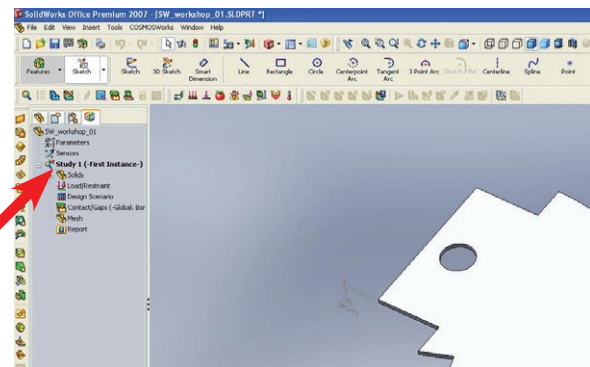 SolidWorks Office Premium 2007 - [SW_workshop_01.SLDPRT *]
File Edit View Insert Tools COSMOSWorks Window Help
Features Sketch Sketch 3D Sketch Smart Dimension Line Rectangle Circle Centerpoint Arc Tangent Arc 3 Point Arc Sketch Fillet Centerline Spline Point
SW_workshop_01
Parameters
Sensors
Study 1 (-First Instance-)
Solids
Load/Restraint
Design Scenario
Contact/Gaps (-Global: Bor
Mesh
Report